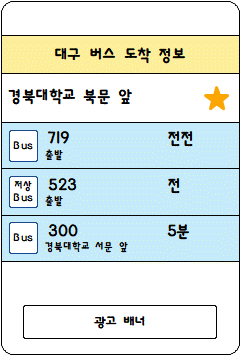 대구 버스 도착 정보
경북대학교 북문 앞
Bus 719 전전
출발
저상 Bus 523 전
출발
Bus 300 5분
경북대학교 서문 앞
광고 배너